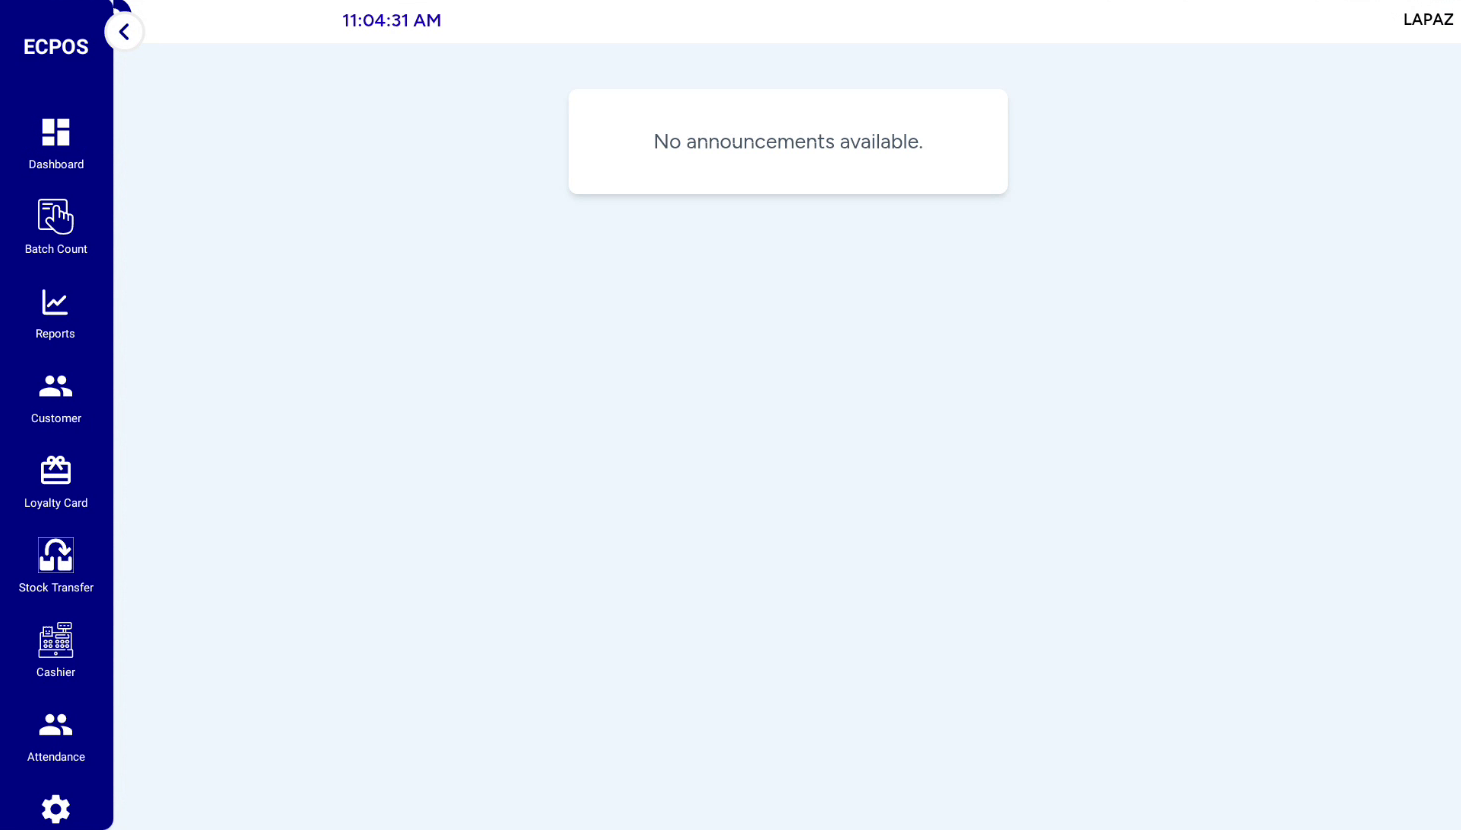 ECPOS
11:04:31 AM
LAPAZ
No announcements available.
Dashboard
Batch Count
Reports
Customer
Loyalty Card
Stock Transfer
Cashier
Attendance